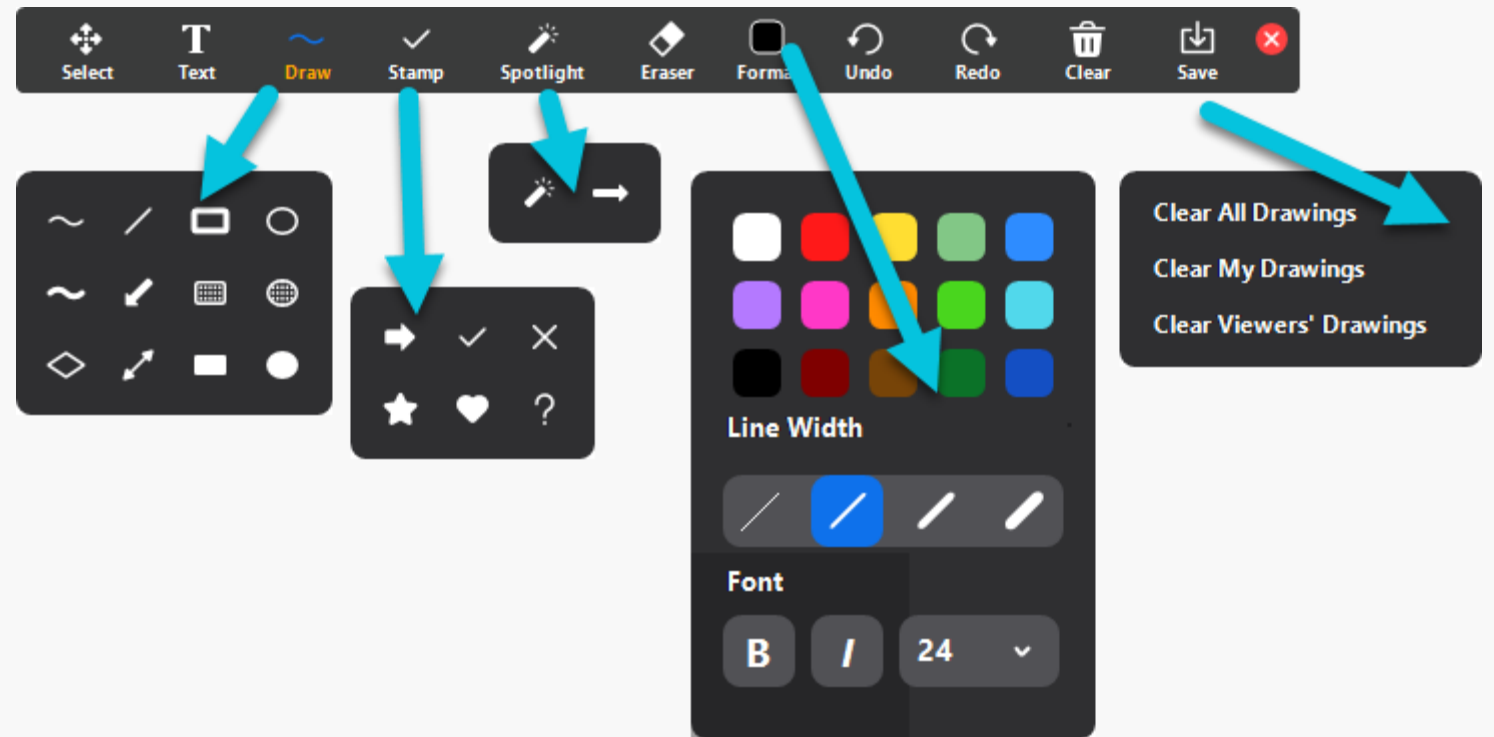 Select Text Draw Stamp Spotlight Eraser Forma Undo Redo Clear Save
Clear All Drawings
Clear My Drawings
Clear Viewers' Drawings
Line Width
Font
B I 24